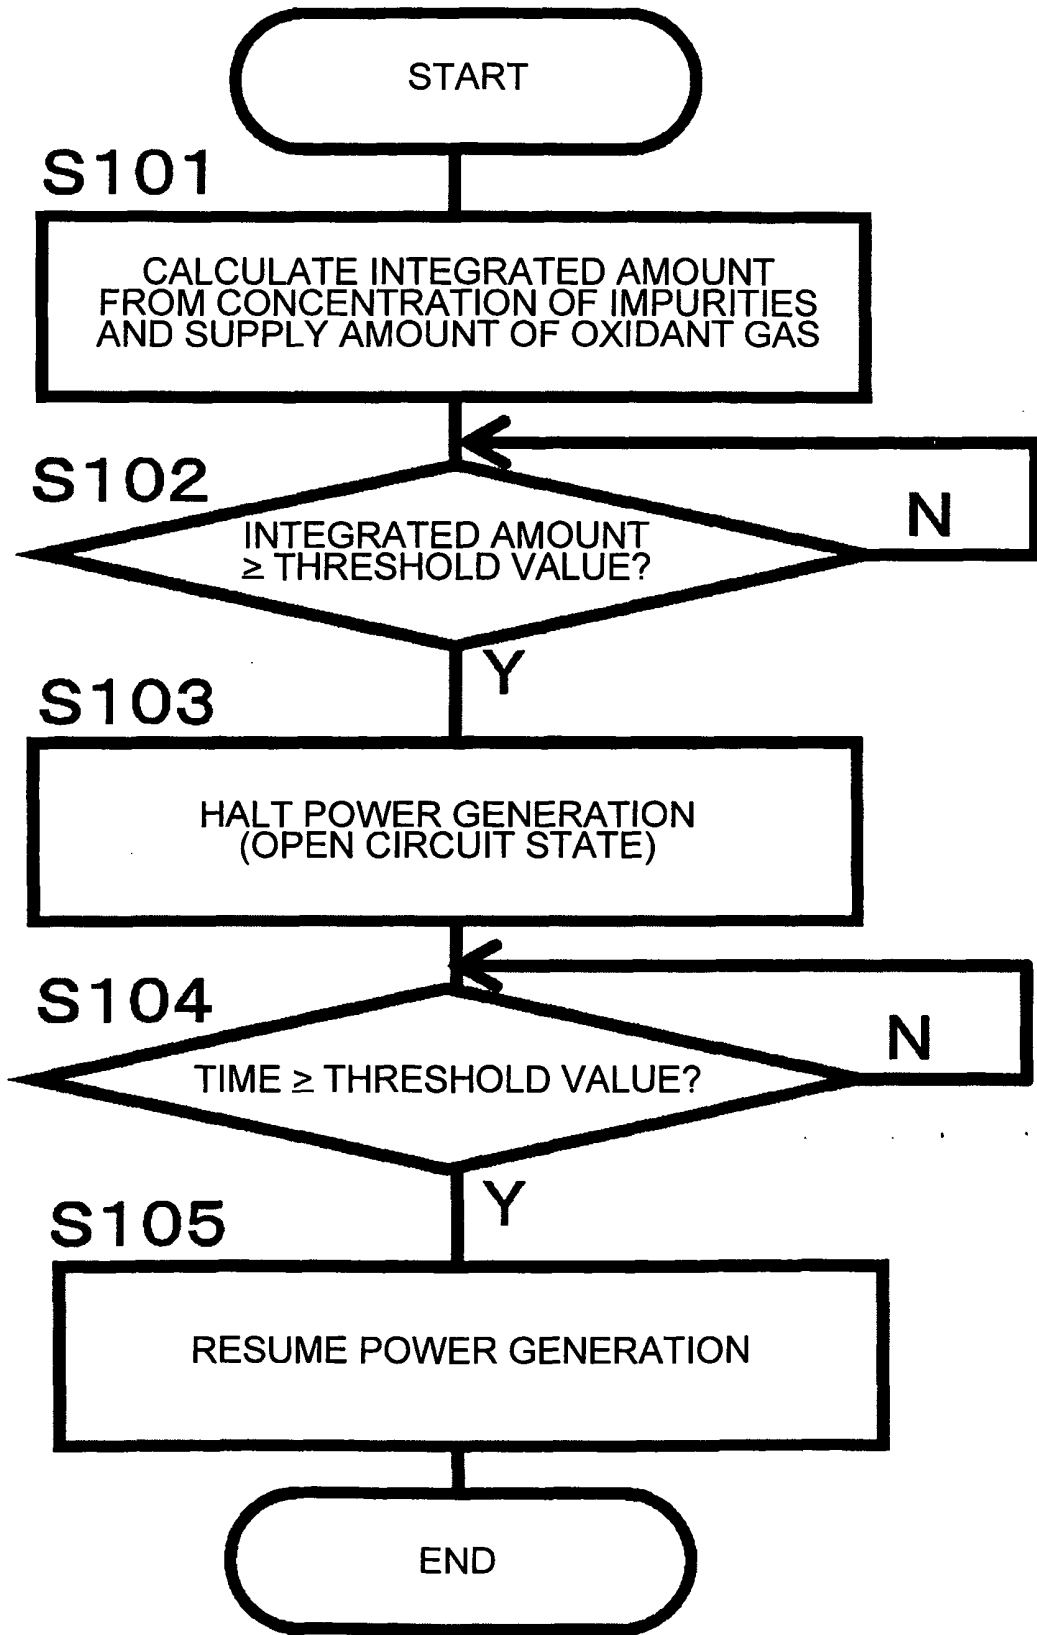 START
S101
CALCULATE INTEGRATED AMOUNT
FROM CONCENTRATION OF IMPURITIES
AND SUPPLY AMOUNT OF OXIDANT GAS
S102
INTEGRATED AMOUNT
≥ THRESHOLD VALUE?
N
Y
S103
HALT POWER GENERATION
(OPEN CIRCUIT STATE)
S104
TIME ≥ THRESHOLD VALUE?
N
Y
S105
RESUME POWER GENERATION
END